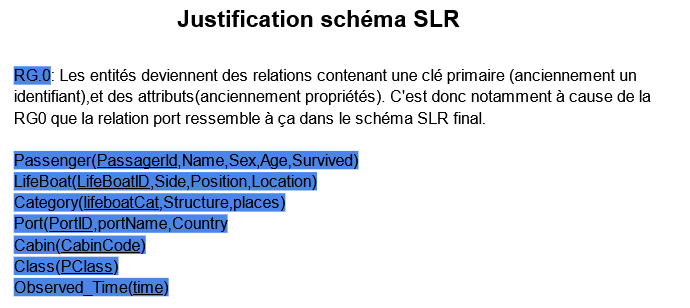 Justification schéma SLR
RG.0: Les entités deviennent des relations contenant une clé primaire (anciennement un
identifiant),et des attributs(anciennement propriétés). C'est donc notamment à cause de la
RG0 que la relation port ressemble à ça dans le schéma SLR final.
Passenger(PassagerId,Name,Sex,Age,Survived)
LifeBoat(LifeBoatID,Side,Position,Location)
Category(lifeboatCat,Structure,places)
Port(PortID,portName,Country
Cabin(CabinCode)
Class(PClass)
Observed_Time(time)